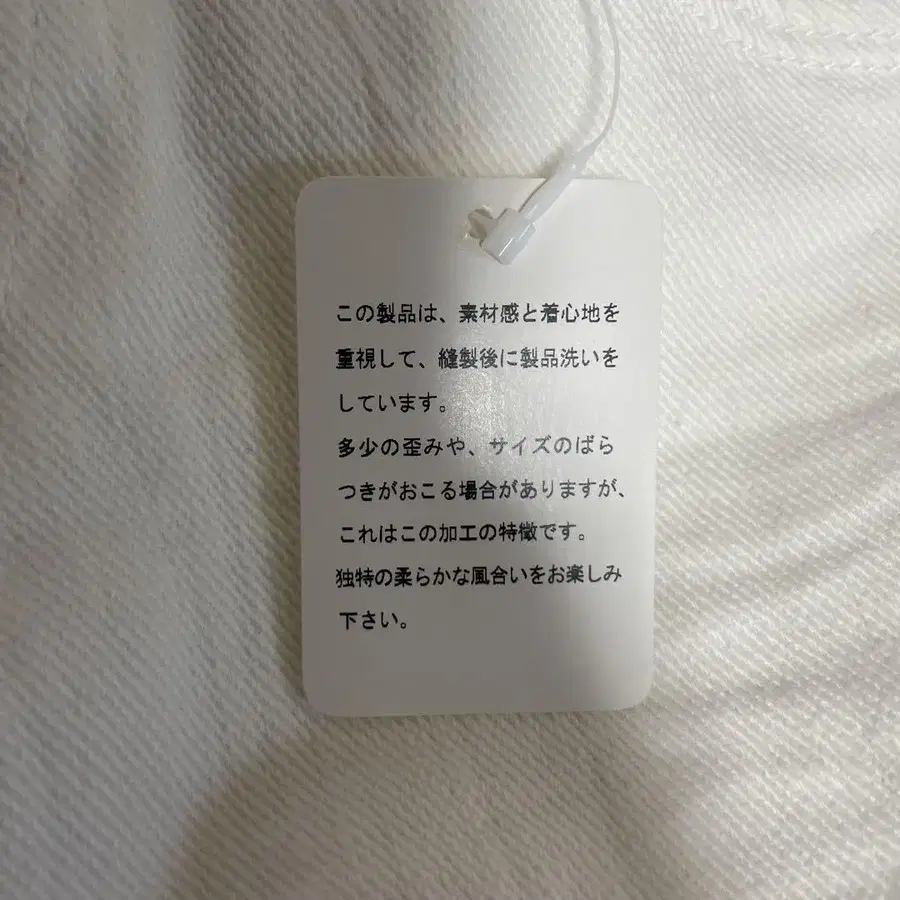 この製品は、素材感と着心地を
重視して、縫製後に製品洗いを
しています。
多少の歪みや、サイズのばら
つきがおこる場合がありますが、
これはこの加工の特徴です。
独特の柔らかな風合いをお楽しみ
下さい。